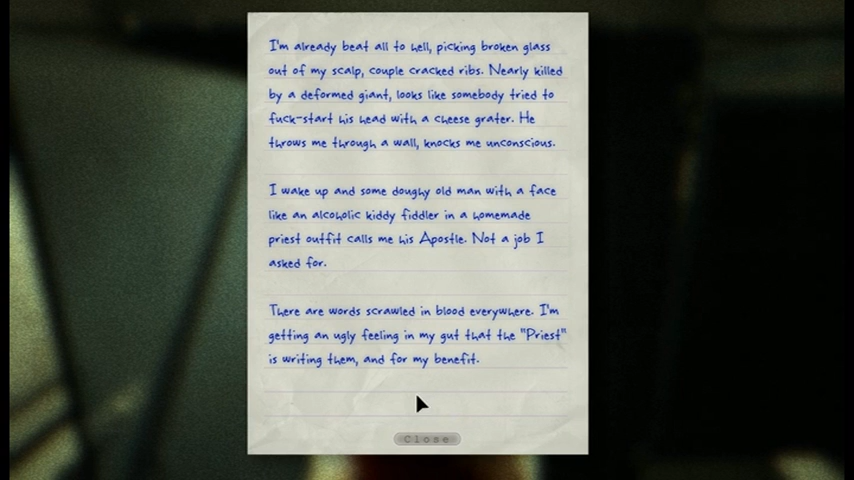 I'm already beat all to hell, picking broken glass
out of my scalp, couple cracked ribs. Nearly killed
by a deformed giant, looks like somebody tried to
fuck-start his head with a cheese grater. He
throws me through a wall, knocks me unconscious.
I wake up and some doughy old man with a face
like an alcoholic kiddy fiddler in a homemade
priest outfit calls me his Apostle. Not a job I
asked for.
There are words scrawled in blood everywhere. I'm
getting an ugly feeling in my gut that the "Priest"
is writing them, and for my benefit.
Close